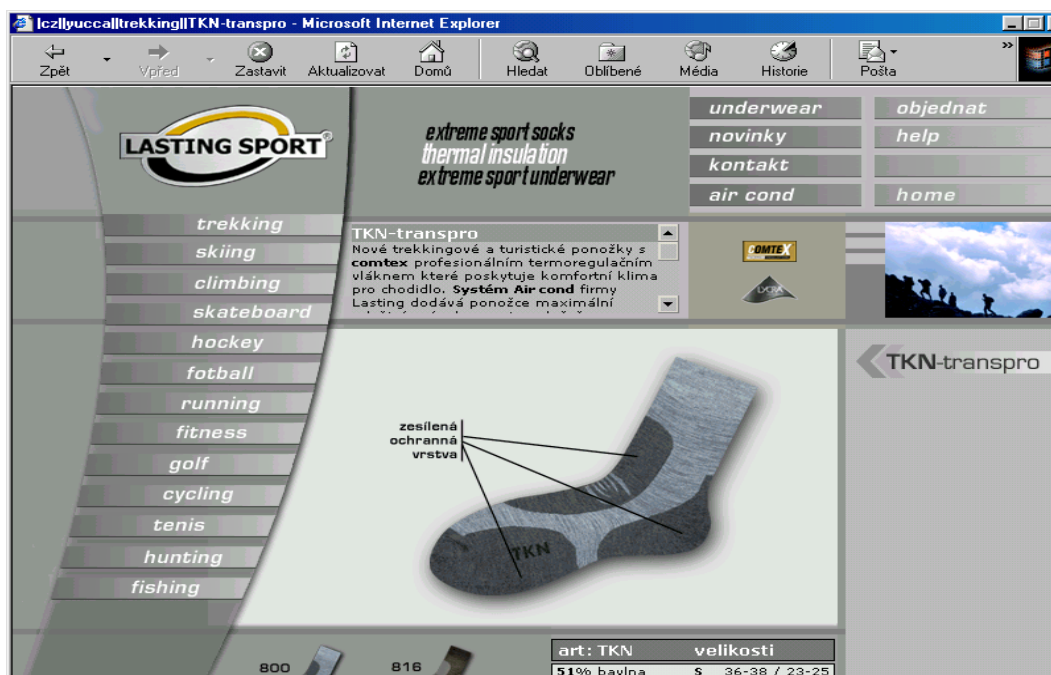 |cz||yucca||trekking||TKN-transpro - Microsoft Internet Explorer
Zpět Vpřed Zastavit Aktualizovat Domů Hledat Oblíbené Média Historie Pošta »
LASTING SPORT®
extreme sport socks
thermal insulation
extreme sport underwear
underwear objednat
novinky help
kontakt
air cond home
trekking
skiing
climbing
skateboard
hockey
fotball
running
fitness
golf
cycling
tenis
hunting
fishing
TKN-transpro
Nové trekkingové a turistické ponožky s
comtex profesionálním termoregulačním
vláknem které poskytuje komfortní klima
pro chodidlo. Systém Air cond firmy
Lasting dodává ponožce maximální
COMTEX
LYCRA
TKN-transpro
zesílená
ochranná
vrstva
TKN
800 816
art: TKN velikosti
51% bavlna S 36-38 / 23-25